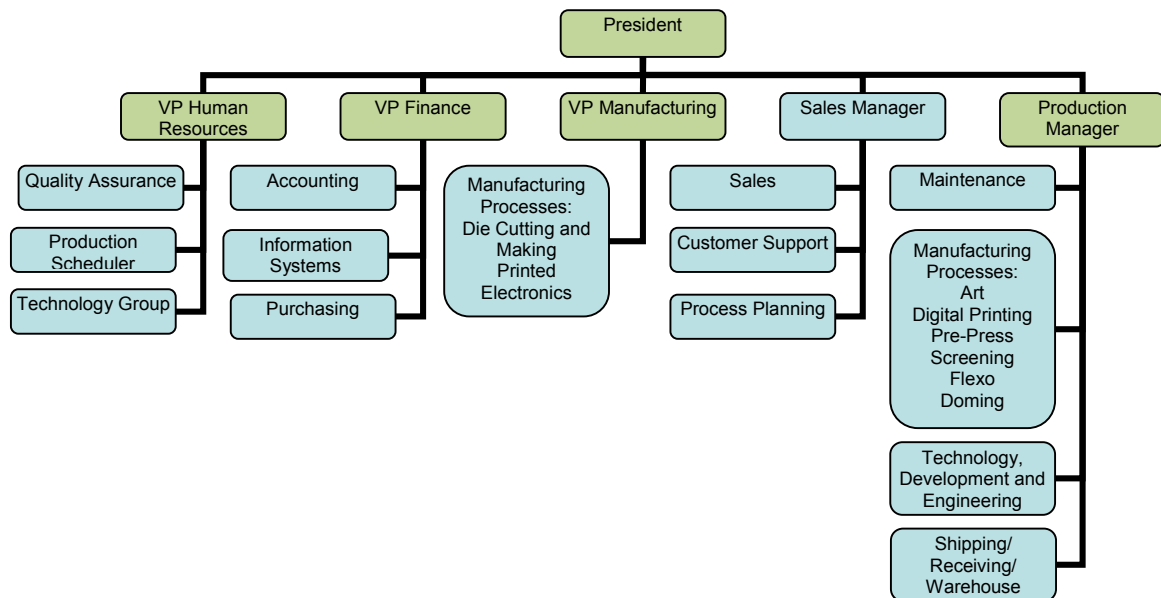 President
VP Human
Resources
VP Finance
VP Manufacturing
Sales Manager
Production
Manager
Quality Assurance
Production
Scheduler
Technology Group
Accounting
Information
Systems
Purchasing
Manufacturing
Processes:
Die Cutting and
Making
Printed
Electronics
Sales
Customer Support
Process Planning
Maintenance
Manufacturing
Processes:
Art
Digital Printing
Pre-Press
Screening
Flexo
Doming
Technology,
Development and
Engineering
Shipping/
Receiving/
Warehouse